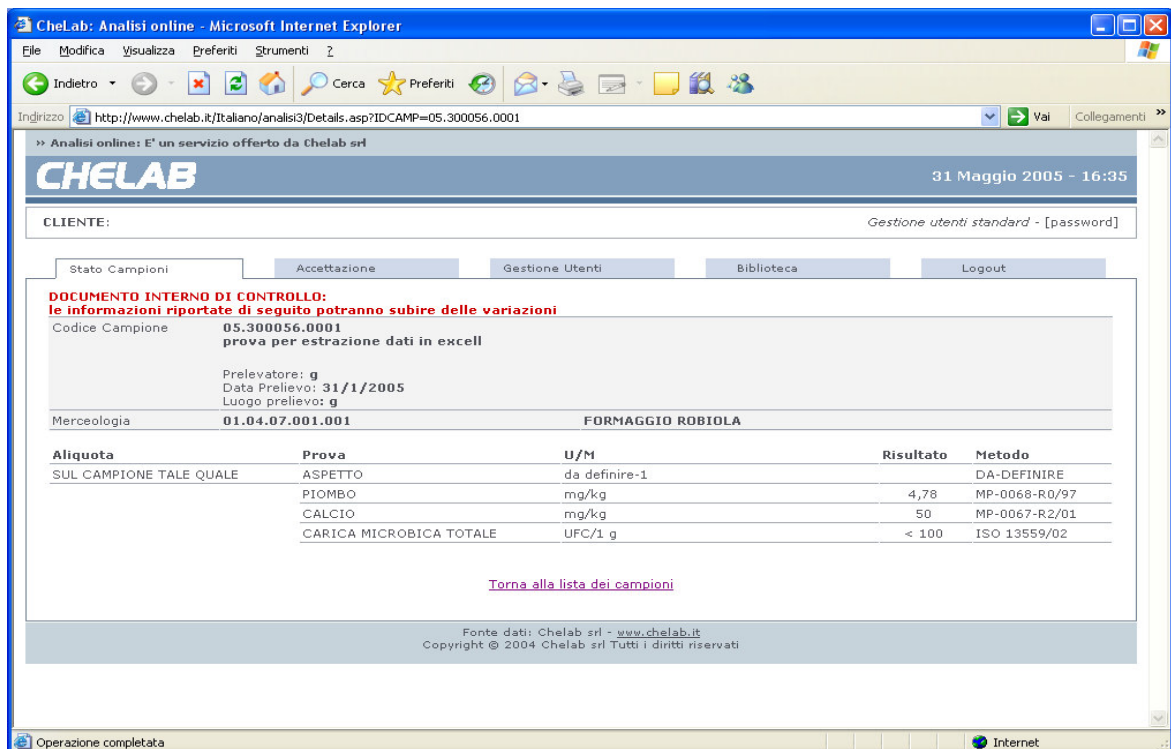 CheLab: Analisi online - Microsoft Internet Explorer
File Modifica Visualizza Preferiti Strumenti ?
Indietro Cerca Preferiti
Indirizzo http://www.chelab.it/Italiano/analisi3/Details.asp?IDCAMP=05.300056.0001 Vai Collegamenti »
» Analisi online: E' un servizio offerto da Chelab srl
CHELAB 31 Maggio 2005 - 16:35
CLIENTE: Gestione utenti standard - [password]
Stato Campioni Accettazione Gestione Utenti Biblioteca Logout
DOCUMENTO INTERNO DI CONTROLLO:
le informazioni riportate di seguito potranno subire delle variazioni
Codice Campione 05.300056.0001
prova per estrazione dati in excell
Prelevatore: g
Data Prelievo: 31/1/2005
Luogo prelievo: g
Merceologia 01.04.07.001.001 FORMAGGIO ROBIOLA
Aliquota Prova U/M Risultato Metodo
SUL CAMPIONE TALE QUALE ASPETTO da definire-1 DA-DEFINIRE
PIOMBO mg/kg 4,78 MP-0068-R0/97
CALCIO mg/kg 50 MP-0067-R2/01
CARICA MICROBICA TOTALE UFC/1 g < 100 ISO 13559/02
Torna alla lista dei campioni
Fonte dati: Chelab srl - www.chelab.it
Copyright © 2004 Chelab srl Tutti i diritti riservati
Operazione completata Internet